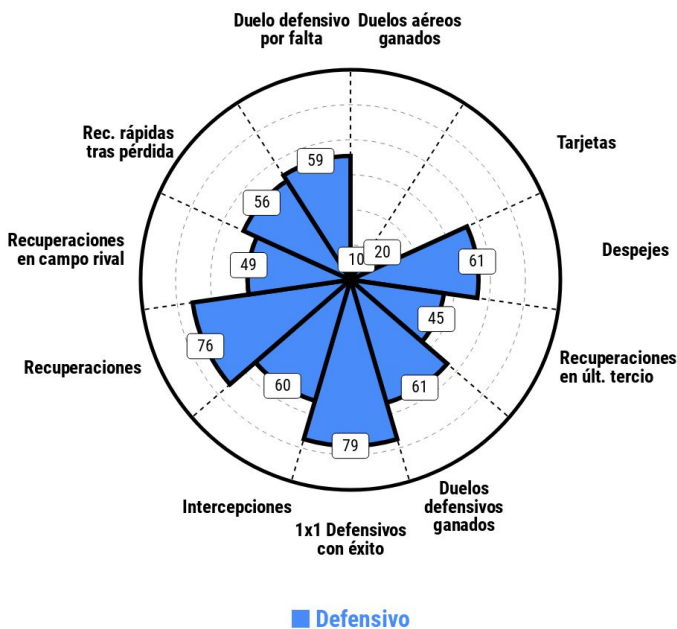 Duelo defensivo
por falta
Duelos aéreos
ganados
Tarjetas
Despejes
Recuperaciones
en últ. tercio
Duelos
defensivos
ganados
1x1 Defensivos
con éxito
Intercepciones
Recuperaciones
Recuperaciones
en campo rival
Rec. rápidas
tras pérdida
59
10
20
61
45
61
79
60
76
49
56
Defensivo